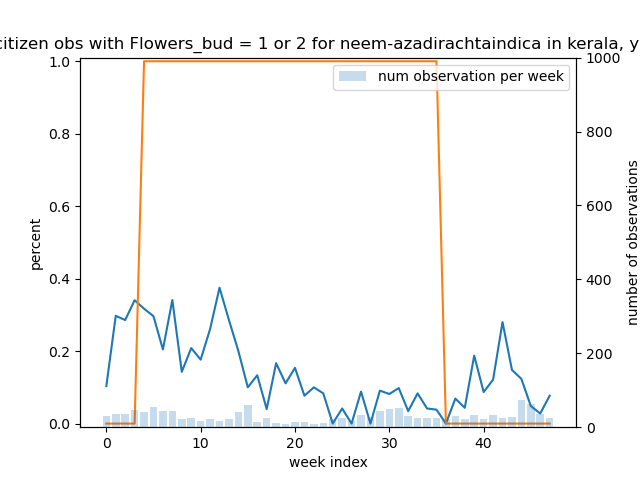 citizen obs with Flowers_bud = 1 or 2 for neem-azadirachtaindica in kerala, y
num observation per week
1.0
0.8
0.6
0.4
0.2
0.0
percent
1000
800
600
400
200
0
number of observations
0 10 20 30 40
week index